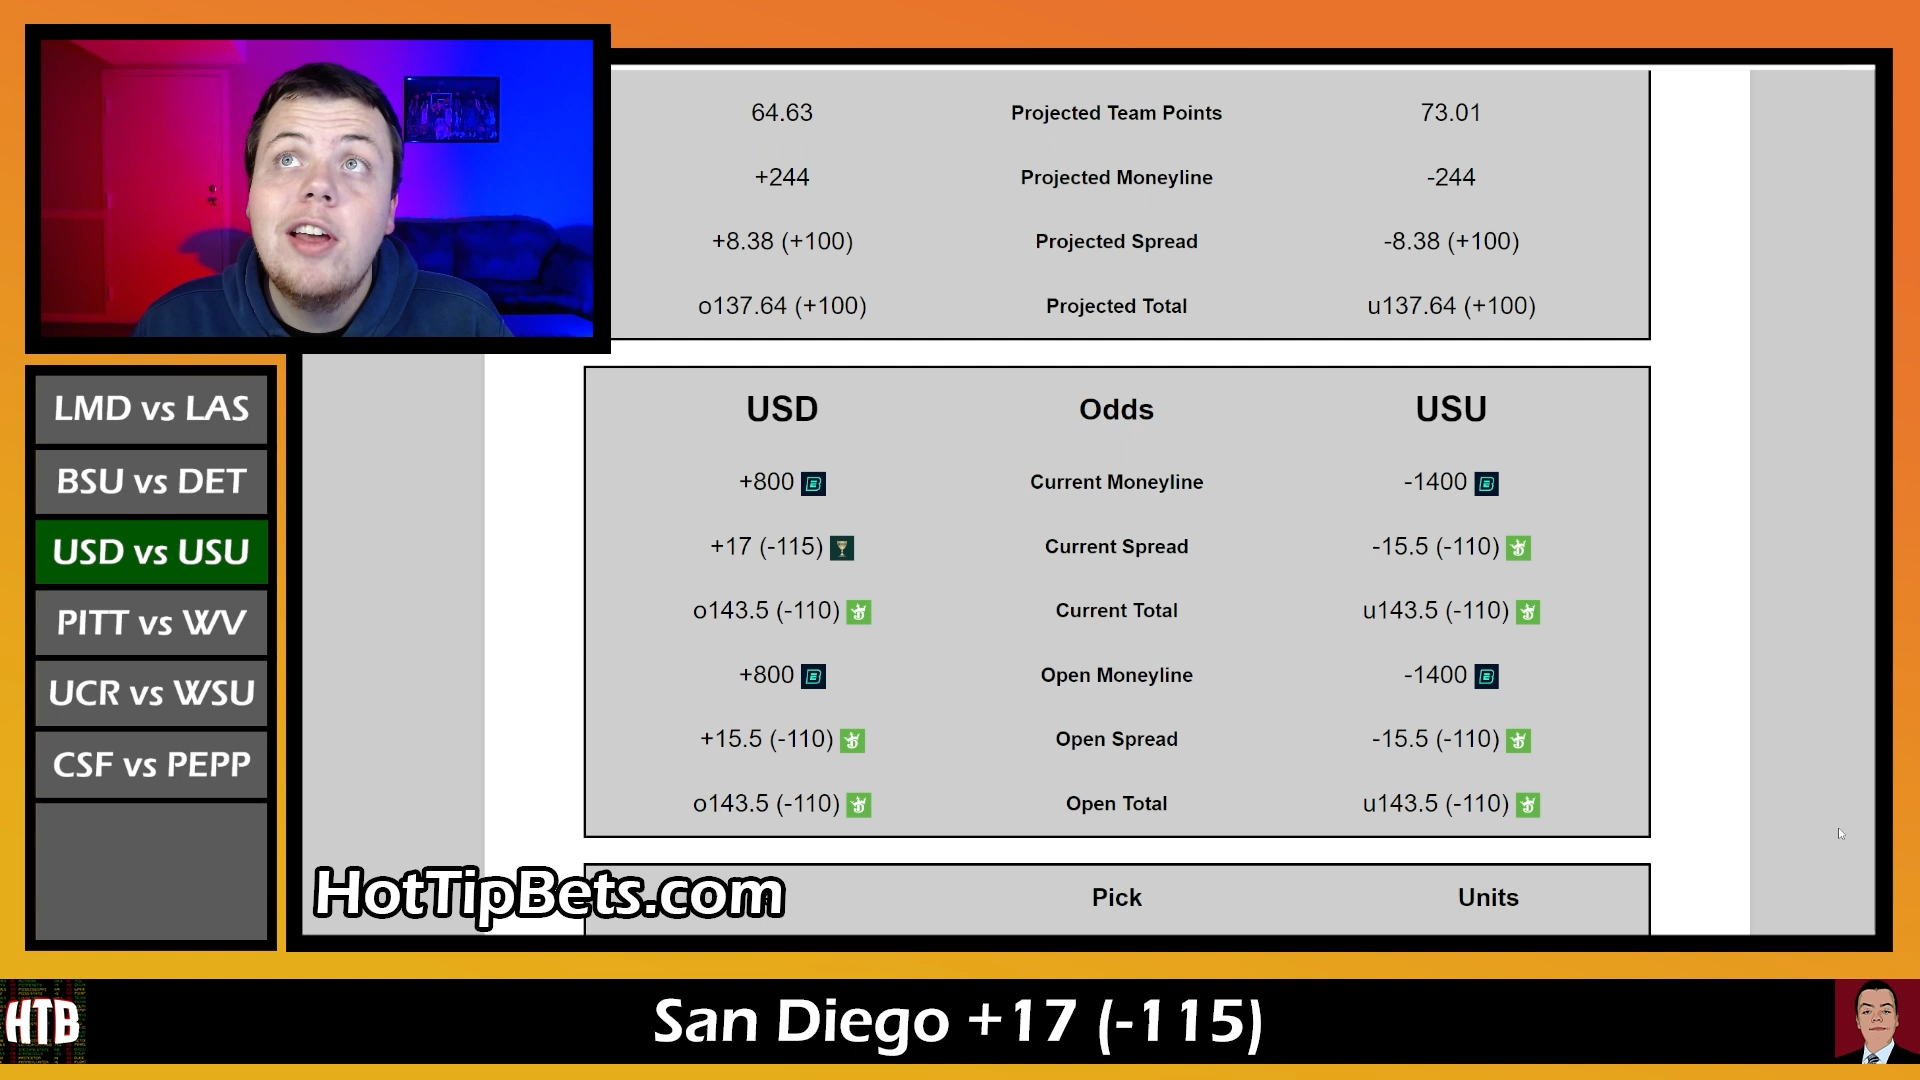 64.63 Projected Team Points 73.01
+244 Projected Moneyline -244
+8.38 (+100) Projected Spread -8.38 (+100)
o137.64 (+100) Projected Total u137.64 (+100)
USD Odds USU
+800 Current Moneyline -1400
+17 (-115) Current Spread -15.5 (-110)
o143.5 (-110) Current Total u143.5 (-110)
+800 Open Moneyline -1400
+15.5 (-110) Open Spread -15.5 (-110)
o143.5 (-110) Open Total u143.5 (-110)
Pick Units
LMD vs LAS
BSU vs DET
USD vs USU
PITT vs WV
UCR vs WSU
CSF vs PEPP
HotTipBets.com
HTB
San Diego +17 (-115)